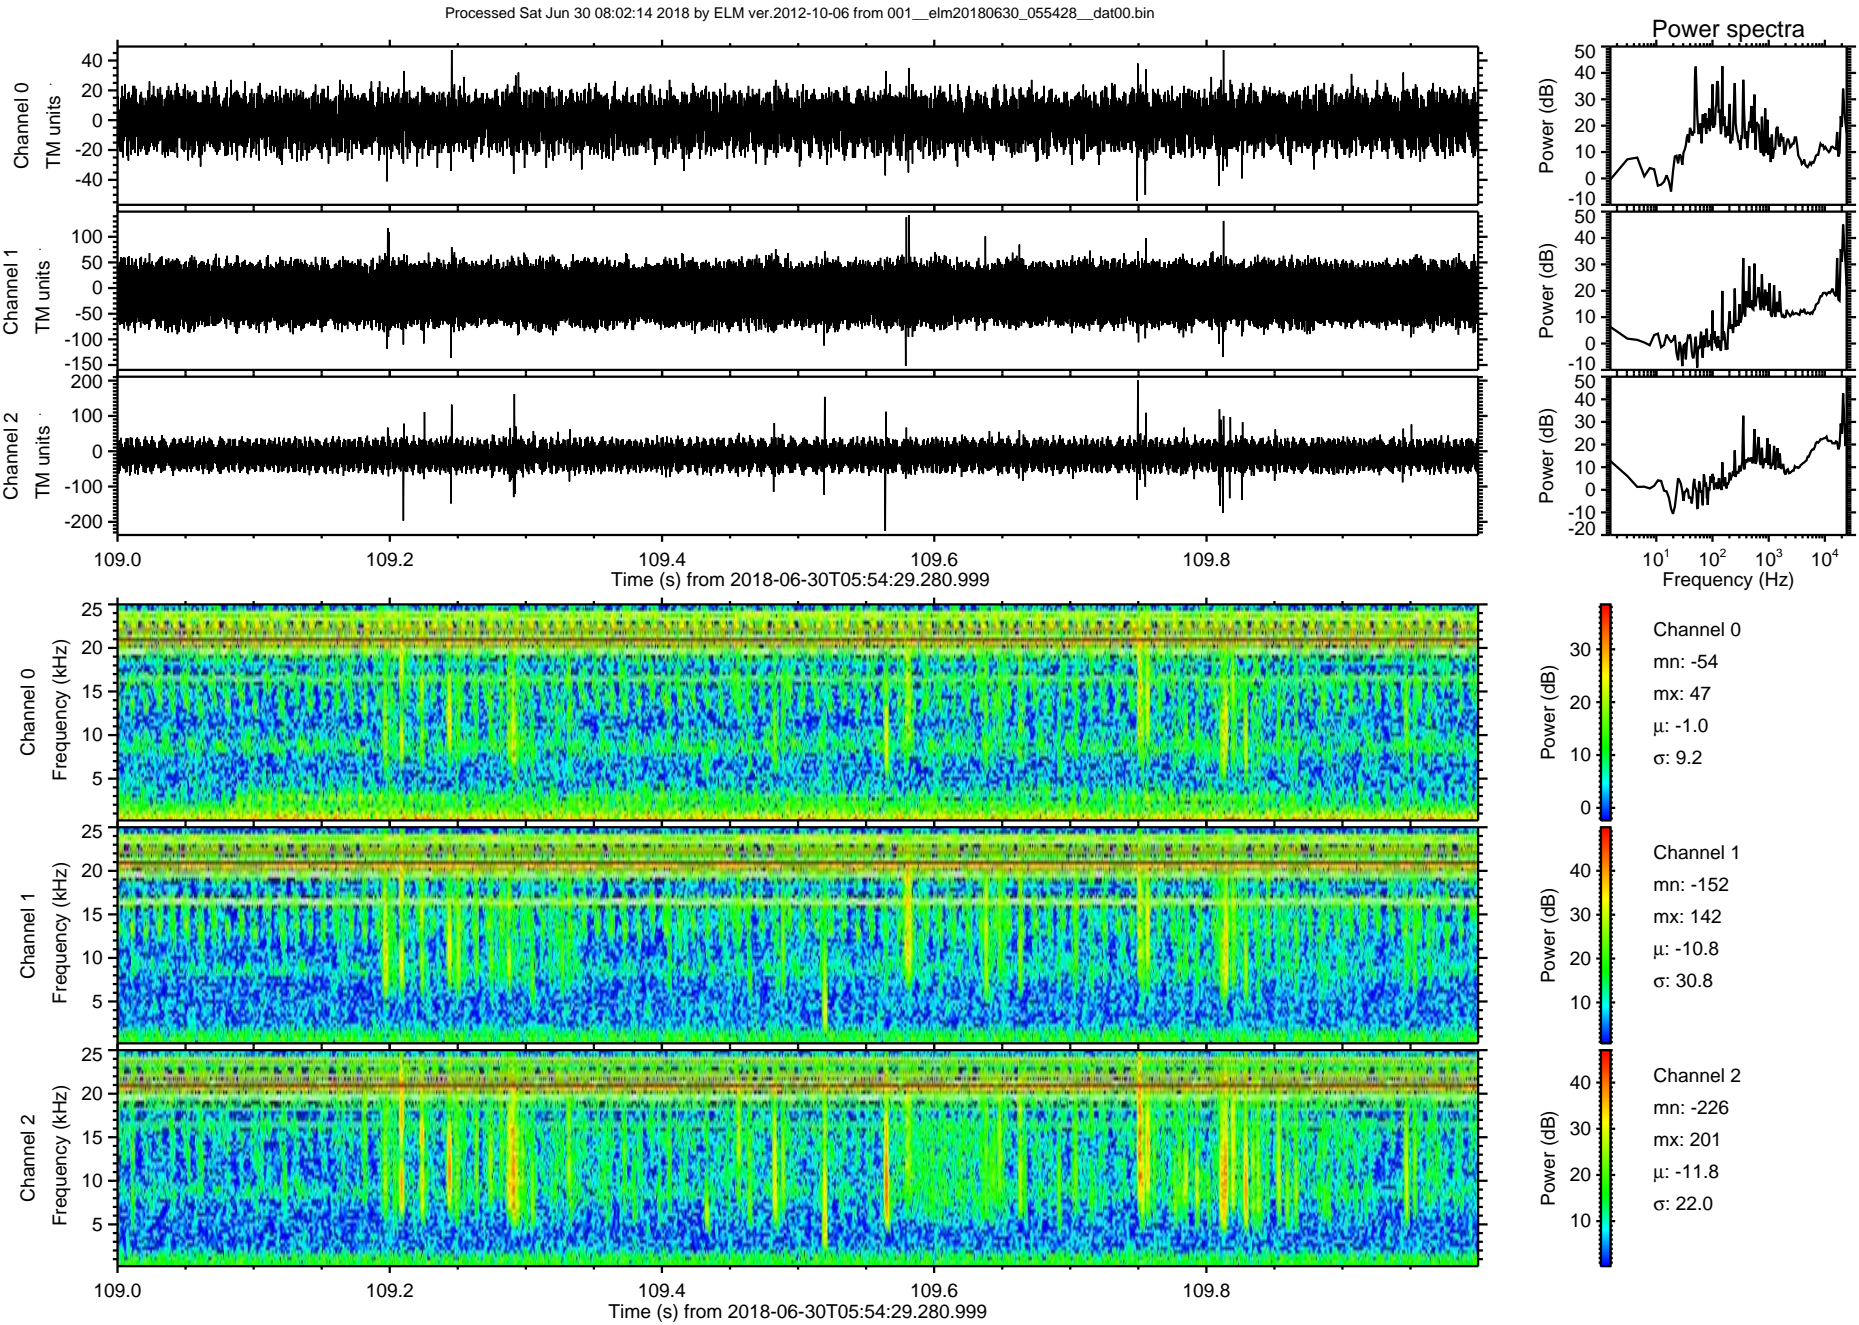 Processed Sat Jun 30 08:02:14 2018 by ELM ver.2012-10-06 from 001__elm20180630_055428__dat00.bin
Power spectra
Channel 0
TM units
40
20
0
-20
-40
Power (dB)
50
40
30
20
10
0
-10
Channel 1
TM units
100
50
0
-50
-100
-150
Power (dB)
50
40
30
20
10
0
-10
Channel 2
TM units
200
100
0
-100
-200
Power (dB)
50
40
30
20
10
0
-10
-20
109.0 109.2 109.4 109.6 109.8
Time (s) from 2018-06-30T05:54:29.280.999
10¹ 10² 10³ 10⁴
Frequency (Hz)
Channel 0
Frequency (kHz)
25
20
15
10
5
Power (dB)
30
20
10
0
Channel 0
mn: -54
mx: 47
μ: -1.0
σ: 9.2
Channel 1
Frequency (kHz)
25
20
15
10
5
Power (dB)
40
30
20
10
Channel 1
mn: -152
mx: 142
μ: -10.8
σ: 30.8
Channel 2
Frequency (kHz)
25
20
15
10
5
Power (dB)
40
30
20
10
Channel 2
mn: -226
mx: 201
μ: -11.8
σ: 22.0
109.0 109.2 109.4 109.6 109.8
Time (s) from 2018-06-30T05:54:29.280.999